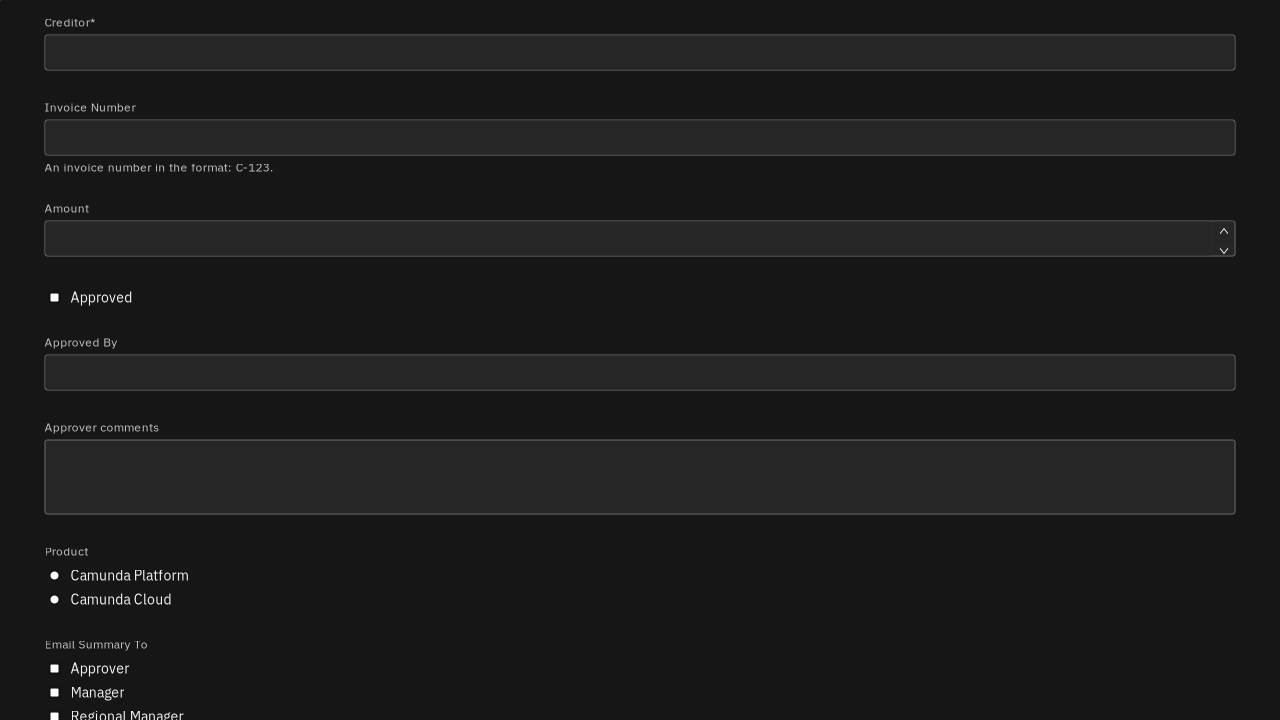 Creditor*
Invoice Number
An invoice number in the format: C-123.
Amount
Approved
Approved By
Approver comments
Product
Camunda Platform
Camunda Cloud
Email Summary To
Approver
Manager
Regional Manager